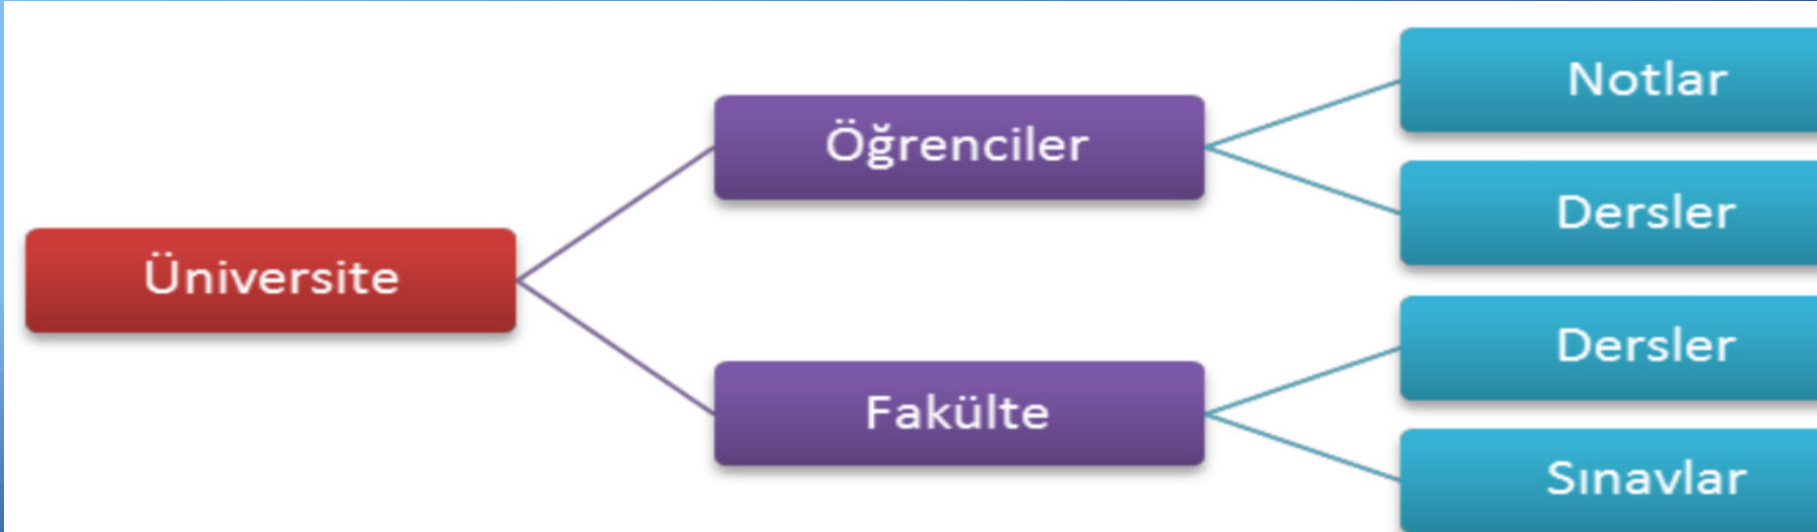 Üniversite
Öğrenciler
Notlar
Dersler
Fakülte
Dersler
Sınavlar